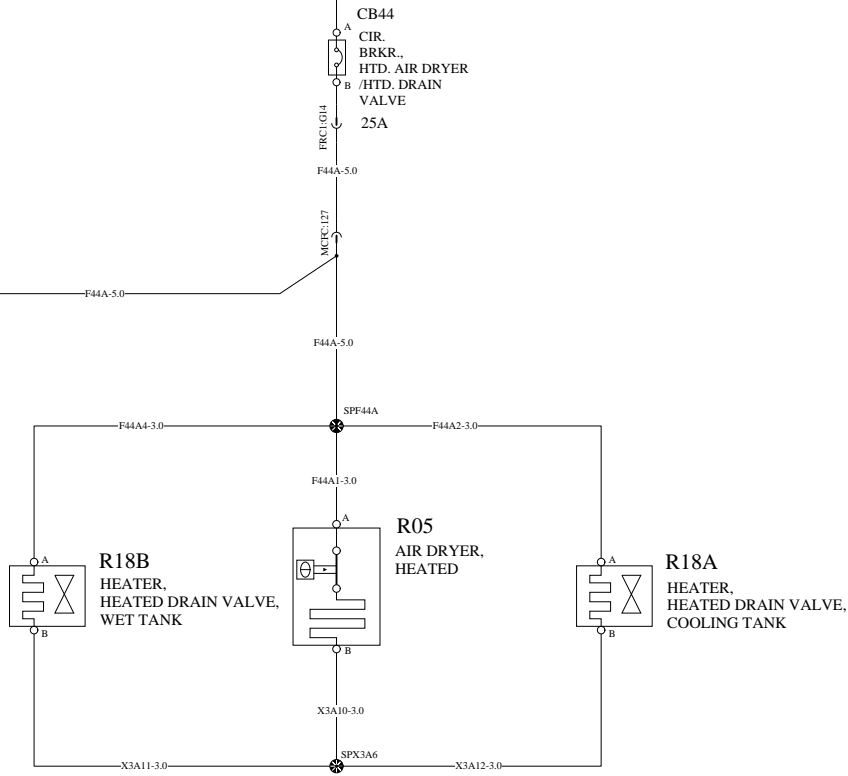 CB44
A
CIR.
BRKR.,
HTD. AIR DRYER
/HTD. DRAIN
VALVE
B
25A
FRC1:G14
F44A-5.0
MCFC:127
F44A-5.0
F44A-5.0
SPF44A
F44A4-3.0
F44A2-3.0
F44A1-3.0
A
R05
AIR DRYER,
HEATED
B
A
R18B
HEATER,
HEATED DRAIN VALVE,
WET TANK
B
A
R18A
HEATER,
HEATED DRAIN VALVE,
COOLING TANK
B
X3A10-3.0
SPX3A6
X3A11-3.0
X3A12-3.0